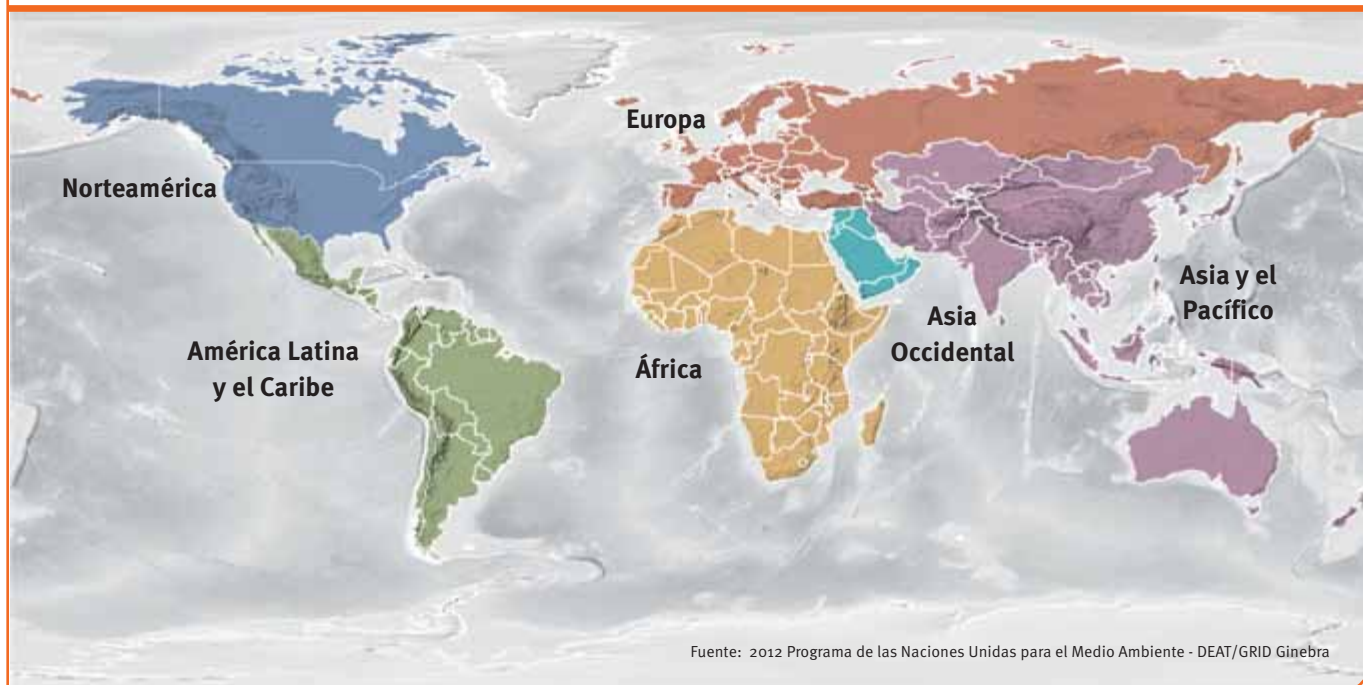 Europa
Norteamérica
Asia y el
Pacífico
Asia
Occidental
América Latina
y el Caribe
África
Fuente: 2012 Programa de las Naciones Unidas para el Medio Ambiente - DEAT/GRID Ginebra